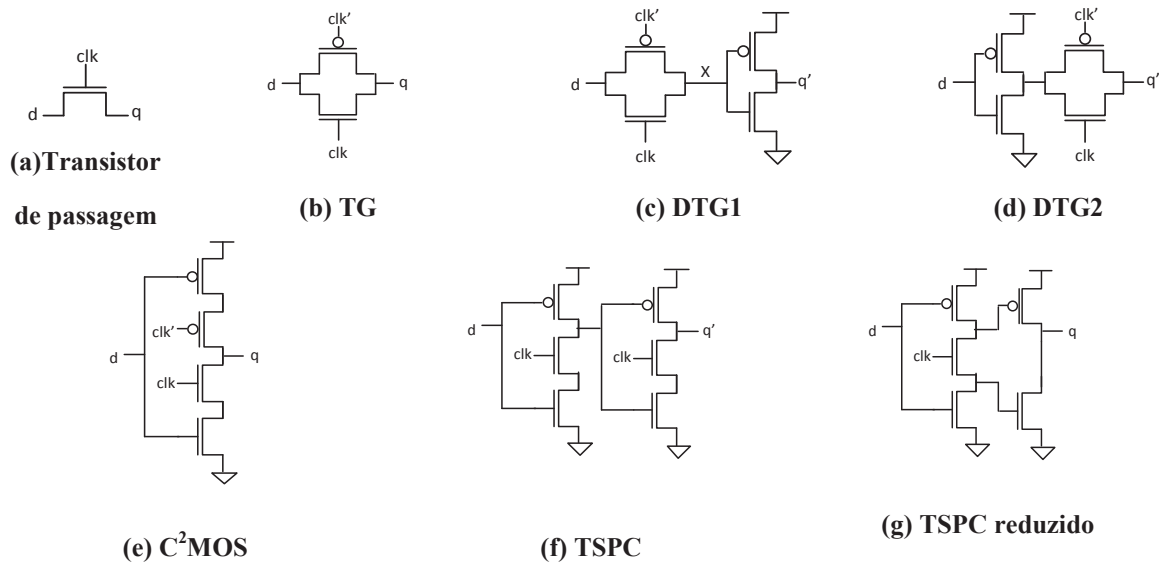 clk
d
q
(a)Transistor
de passagem
clk’
d
q
clk
(b) TG
clk’
d
X
q’
clk
(c) DTG1
clk’
d
q’
clk
(d) DTG2
clk’
d
q
clk
(e) C²MOS
d
clk
clk
q’
(f) TSPC
d
clk
q
(g) TSPC reduzido